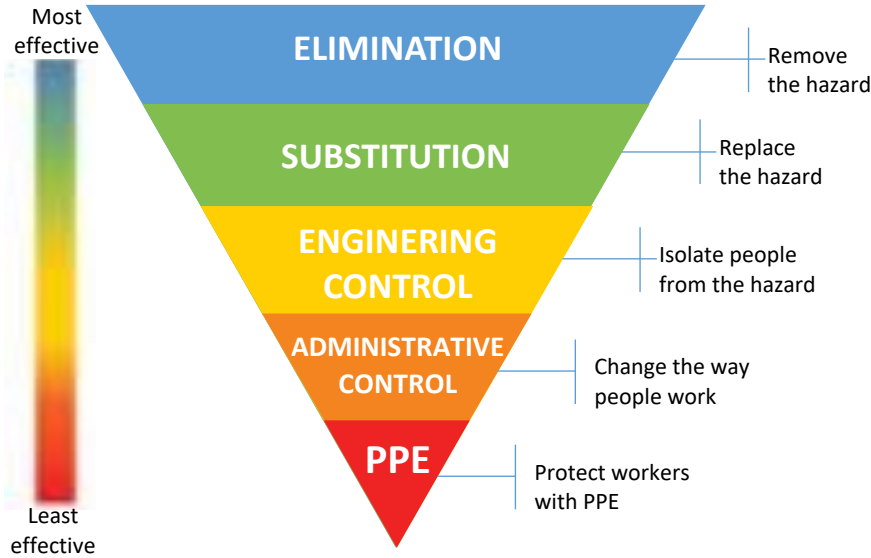 Most
effective
ELIMINATION
Remove
the hazard
SUBSTITUTION
Replace
the hazard
ENGINERING
CONTROL
Isolate people
from the hazard
ADMINISTRATIVE
CONTROL
Change the way
people work
PPE
Protect workers
with PPE
Least
effective